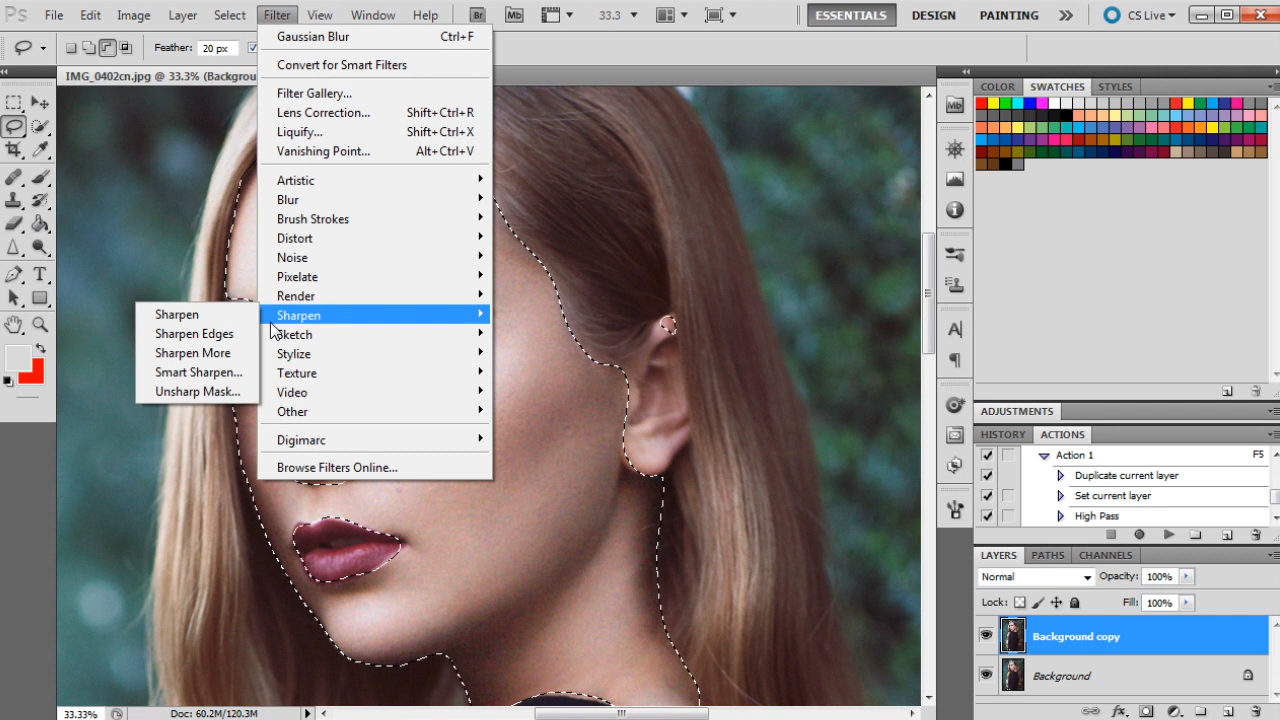 Ps File Edit Image Layer Select Filter View Window Help Br Mb 33.3 ESSENTIALS DESIGN PAINTING CS Live
Feather: 20 px
IMG_0402cn.jpg @ 33.3% (Backgrou
Gaussian Blur Ctrl+F
Convert for Smart Filters
Filter Gallery...
Lens Correction... Shift+Ctrl+R
Liquify... Shift+Ctrl+X
Vanishing Point... Alt+Ctrl+V
Artistic
Blur
Brush Strokes
Distort
Noise
Pixelate
Render
Sharpen
Sketch
Stylize
Texture
Video
Other
Digimarc
Browse Filters Online...
Sharpen
Sharpen Edges
Sharpen More
Smart Sharpen...
Unsharp Mask...
Mb
COLOR SWATCHES STYLES
ADJUSTMENTS
HISTORY ACTIONS
Action 1 F5
Duplicate current layer
Set current layer
High Pass
LAYERS PATHS CHANNELS
Normal Opacity: 100%
Lock: Fill: 100%
Background copy
Background
33.33% Doc: 60.2M/120.3M